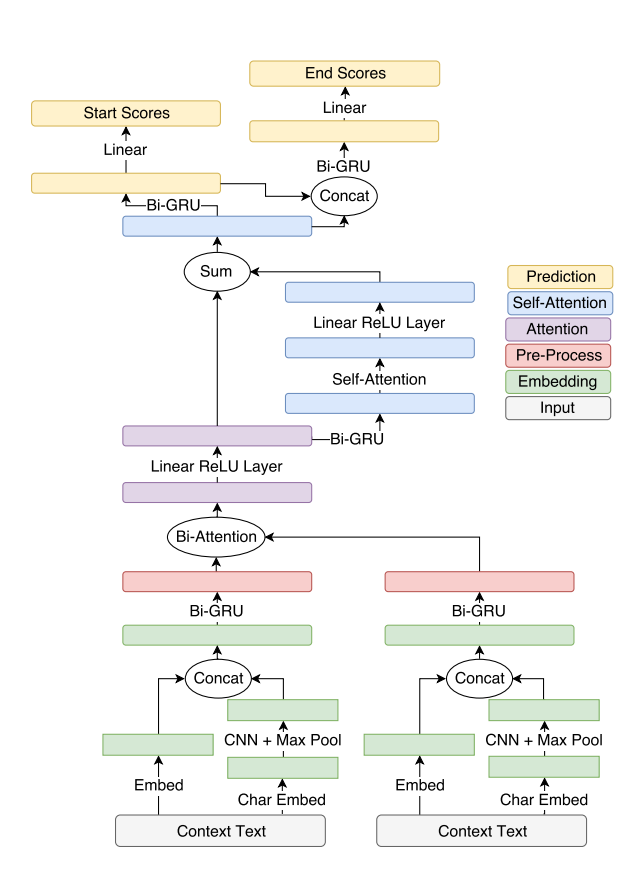 End Scores
Start Scores
Linear
Linear
Bi-GRU
Concat
Bi-GRU
Sum
Prediction
Self-Attention
Attention
Pre-Process
Embedding
Input
Linear ReLU Layer
Self-Attention
Bi-GRU
Linear ReLU Layer
Bi-Attention
Bi-GRU
Bi-GRU
Concat
Concat
CNN + Max Pool
CNN + Max Pool
Embed
Char Embed
Embed
Char Embed
Context Text
Context Text